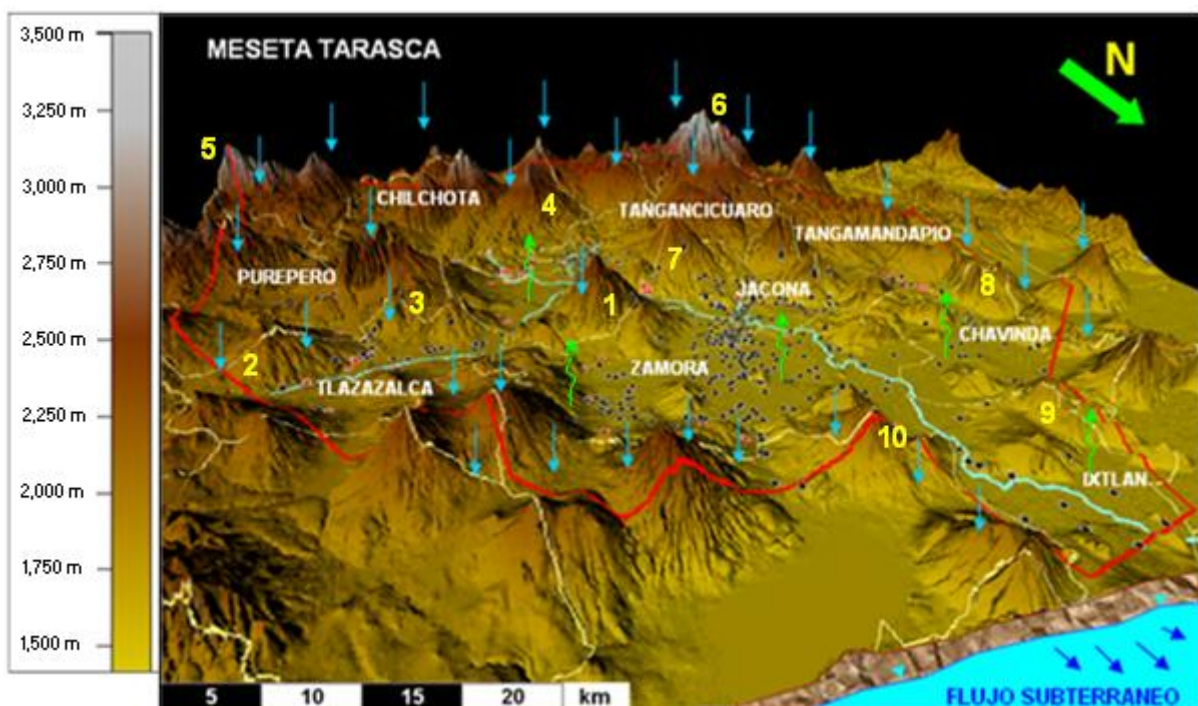 3,500 m
3,250 m
3,000 m
2,750 m
2,500 m
2,250 m
2,000 m
1,750 m
1,500 m
MESETA TARASCA
N
6
5
CHILCHOTA
4
TANGANCICUARO
TANGAMANDAPIO
7
PUREPERO
8
3
1
JACONA
CHAVINDA
2
ZAMORA
TLAZAZALCA
9
10
IXTLAN...
5 10 15 20 km
FLUJO SUBTERRANEO